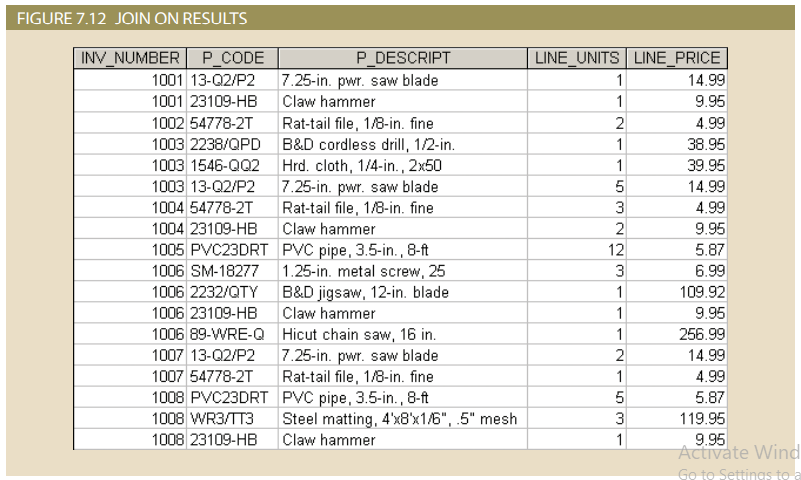 FIGURE 7.12 JOIN ON RESULTS
INV_NUMBER P_CODE P_DESCRIPT LINE_UNITS LINE_PRICE
1001 13-Q2/P2 7.25-in. pwr. saw blade 1 14.99
1001 23109-HB Claw hammer 1 9.95
1002 54778-2T Rat-tail file, 1/8-in. fine 2 4.99
1003 2238/QPD B&D cordless drill, 1/2-in. 1 38.95
1003 1546-QQ2 Hrd. cloth, 1/4-in., 2x50 1 39.95
1003 13-Q2/P2 7.25-in. pwr. saw blade 5 14.99
1004 54778-2T Rat-tail file, 1/8-in. fine 3 4.99
1004 23109-HB Claw hammer 2 9.95
1005 PVC23DRT PVC pipe, 3.5-in., 8-ft 12 5.87
1006 SM-18277 1.25-in. metal screw, 25 3 6.99
1006 2232/QTY B&D jigsaw, 12-in. blade 1 109.92
1006 23109-HB Claw hammer 1 9.95
1006 89-WRE-Q Hicut chain saw, 16 in. 1 256.99
1007 13-Q2/P2 7.25-in. pwr. saw blade 2 14.99
1007 54778-2T Rat-tail file, 1/8-in. fine 1 4.99
1008 PVC23DRT PVC pipe, 3.5-in., 8-ft 5 5.87
1008 WR3/TT3 Steel matting, 4'x8'x1/6", .5" mesh 3 119.95
1008 23109-HB Claw hammer 1 9.95
Activate Wind
Go to Settings to a